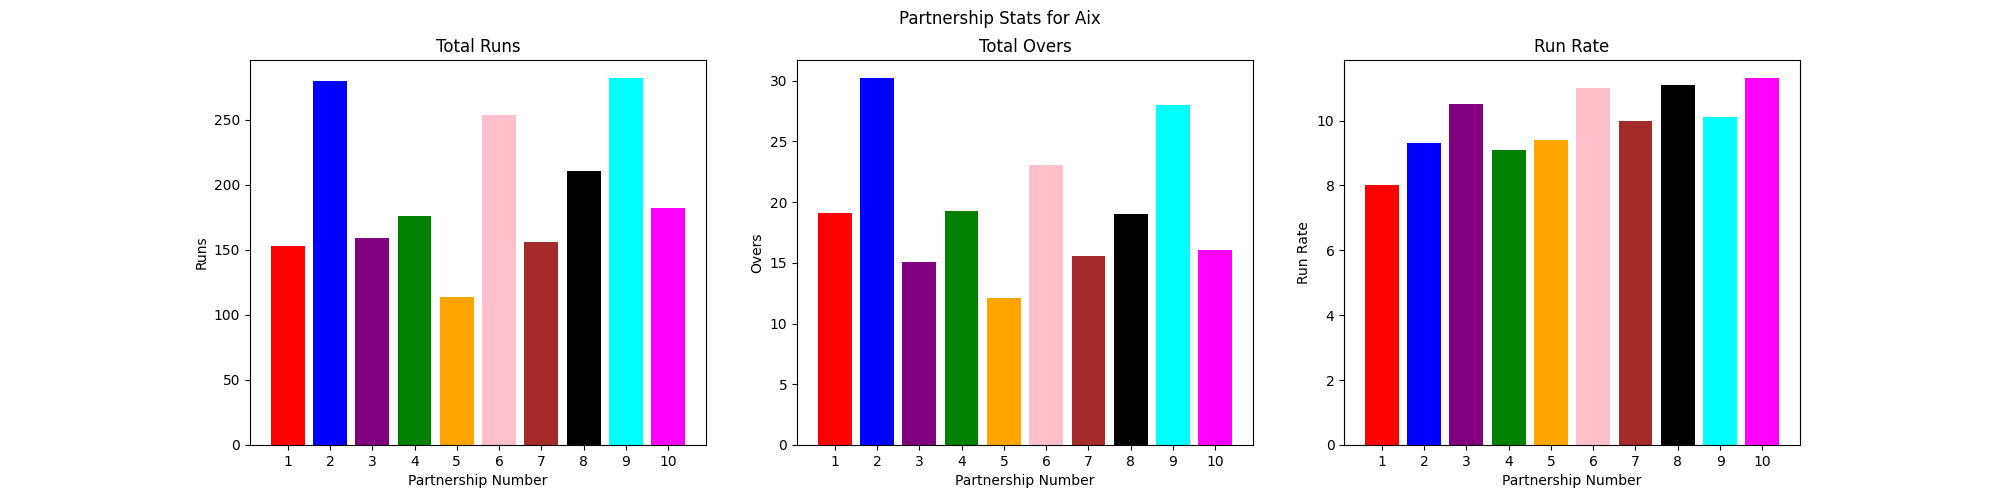 Partnership Stats for Aix
Total Runs
Total Overs
Run Rate
Runs
250
200
150
100
50
0
1 2 3 4 5 6 7 8 9 10
Partnership Number
Overs
30
25
20
15
10
5
0
1 2 3 4 5 6 7 8 9 10
Partnership Number
Run Rate
10
8
6
4
2
0
1 2 3 4 5 6 7 8 9 10
Partnership Number